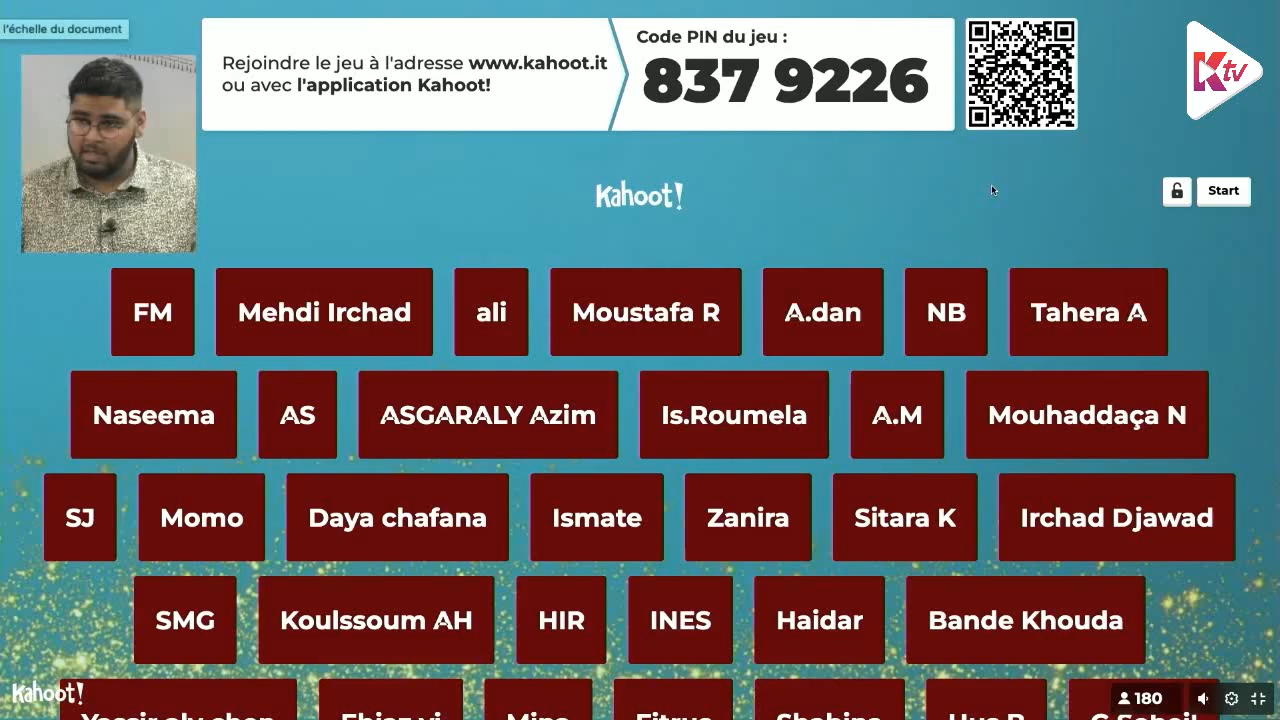 l'échelle du document
Rejoindre le jeu à l'adresse www.kahoot.it
ou avec l'application Kahoot!
Code PIN du jeu :
837 9226
Ktv
Kahoot!
Start
FM Mehdi Irchad ali Moustafa R A.dan NB Tahera A
Naseema AS ASGARALY Azim Is.Roumela A.M Mouhaddaça N
SJ Momo Daya chafana Ismate Zanira Sitara K Irchad Djawad
SMG Koulssoum AH HIR INES Haidar Bande Khouda
Kahoot!
180